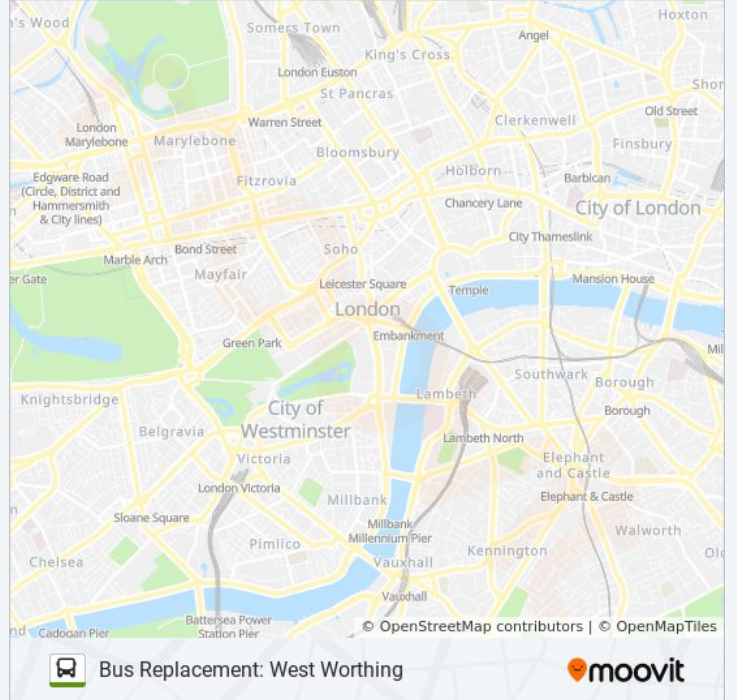 's Wood
Somers Town
Hoxton
Angel
King's Cross
London Euston
St Pancras
Shor
Old Street
Clerkenwell
Warren Street
London
Marylebone
Marylebone
Finsbury
Bloomsbury
Holborn
Barbican
Edgware Road
(Circle, District and
Hammersmith
& City lines)
Fitzrovia
Chancery Lane
City of London
n
City Thameslink
Soho
Bond Street
Marble Arch
er Gate
Mayfair
Leicester Square
Temple
Mansion House
London
Embankment
Green Park
Mil
Southwark
Borough
Lambeth
Knightsbridge
City of
Westminster
Borough
Belgravia
Lambeth North
Victoria
Elephant
and Castle
London Victoria
Elephant & Castle
Millbank
n
Sloane Square
Millbank
Millennium Pier
Walworth
Pimlico
Kennington
Olc
Chelsea
Vauxhall
Vauxhall
Battersea Power
Station Pier
nd
Cadogan Pier
© OpenStreetMap contributors | © OpenMapTiles
Bus Replacement: West Worthing
moovit